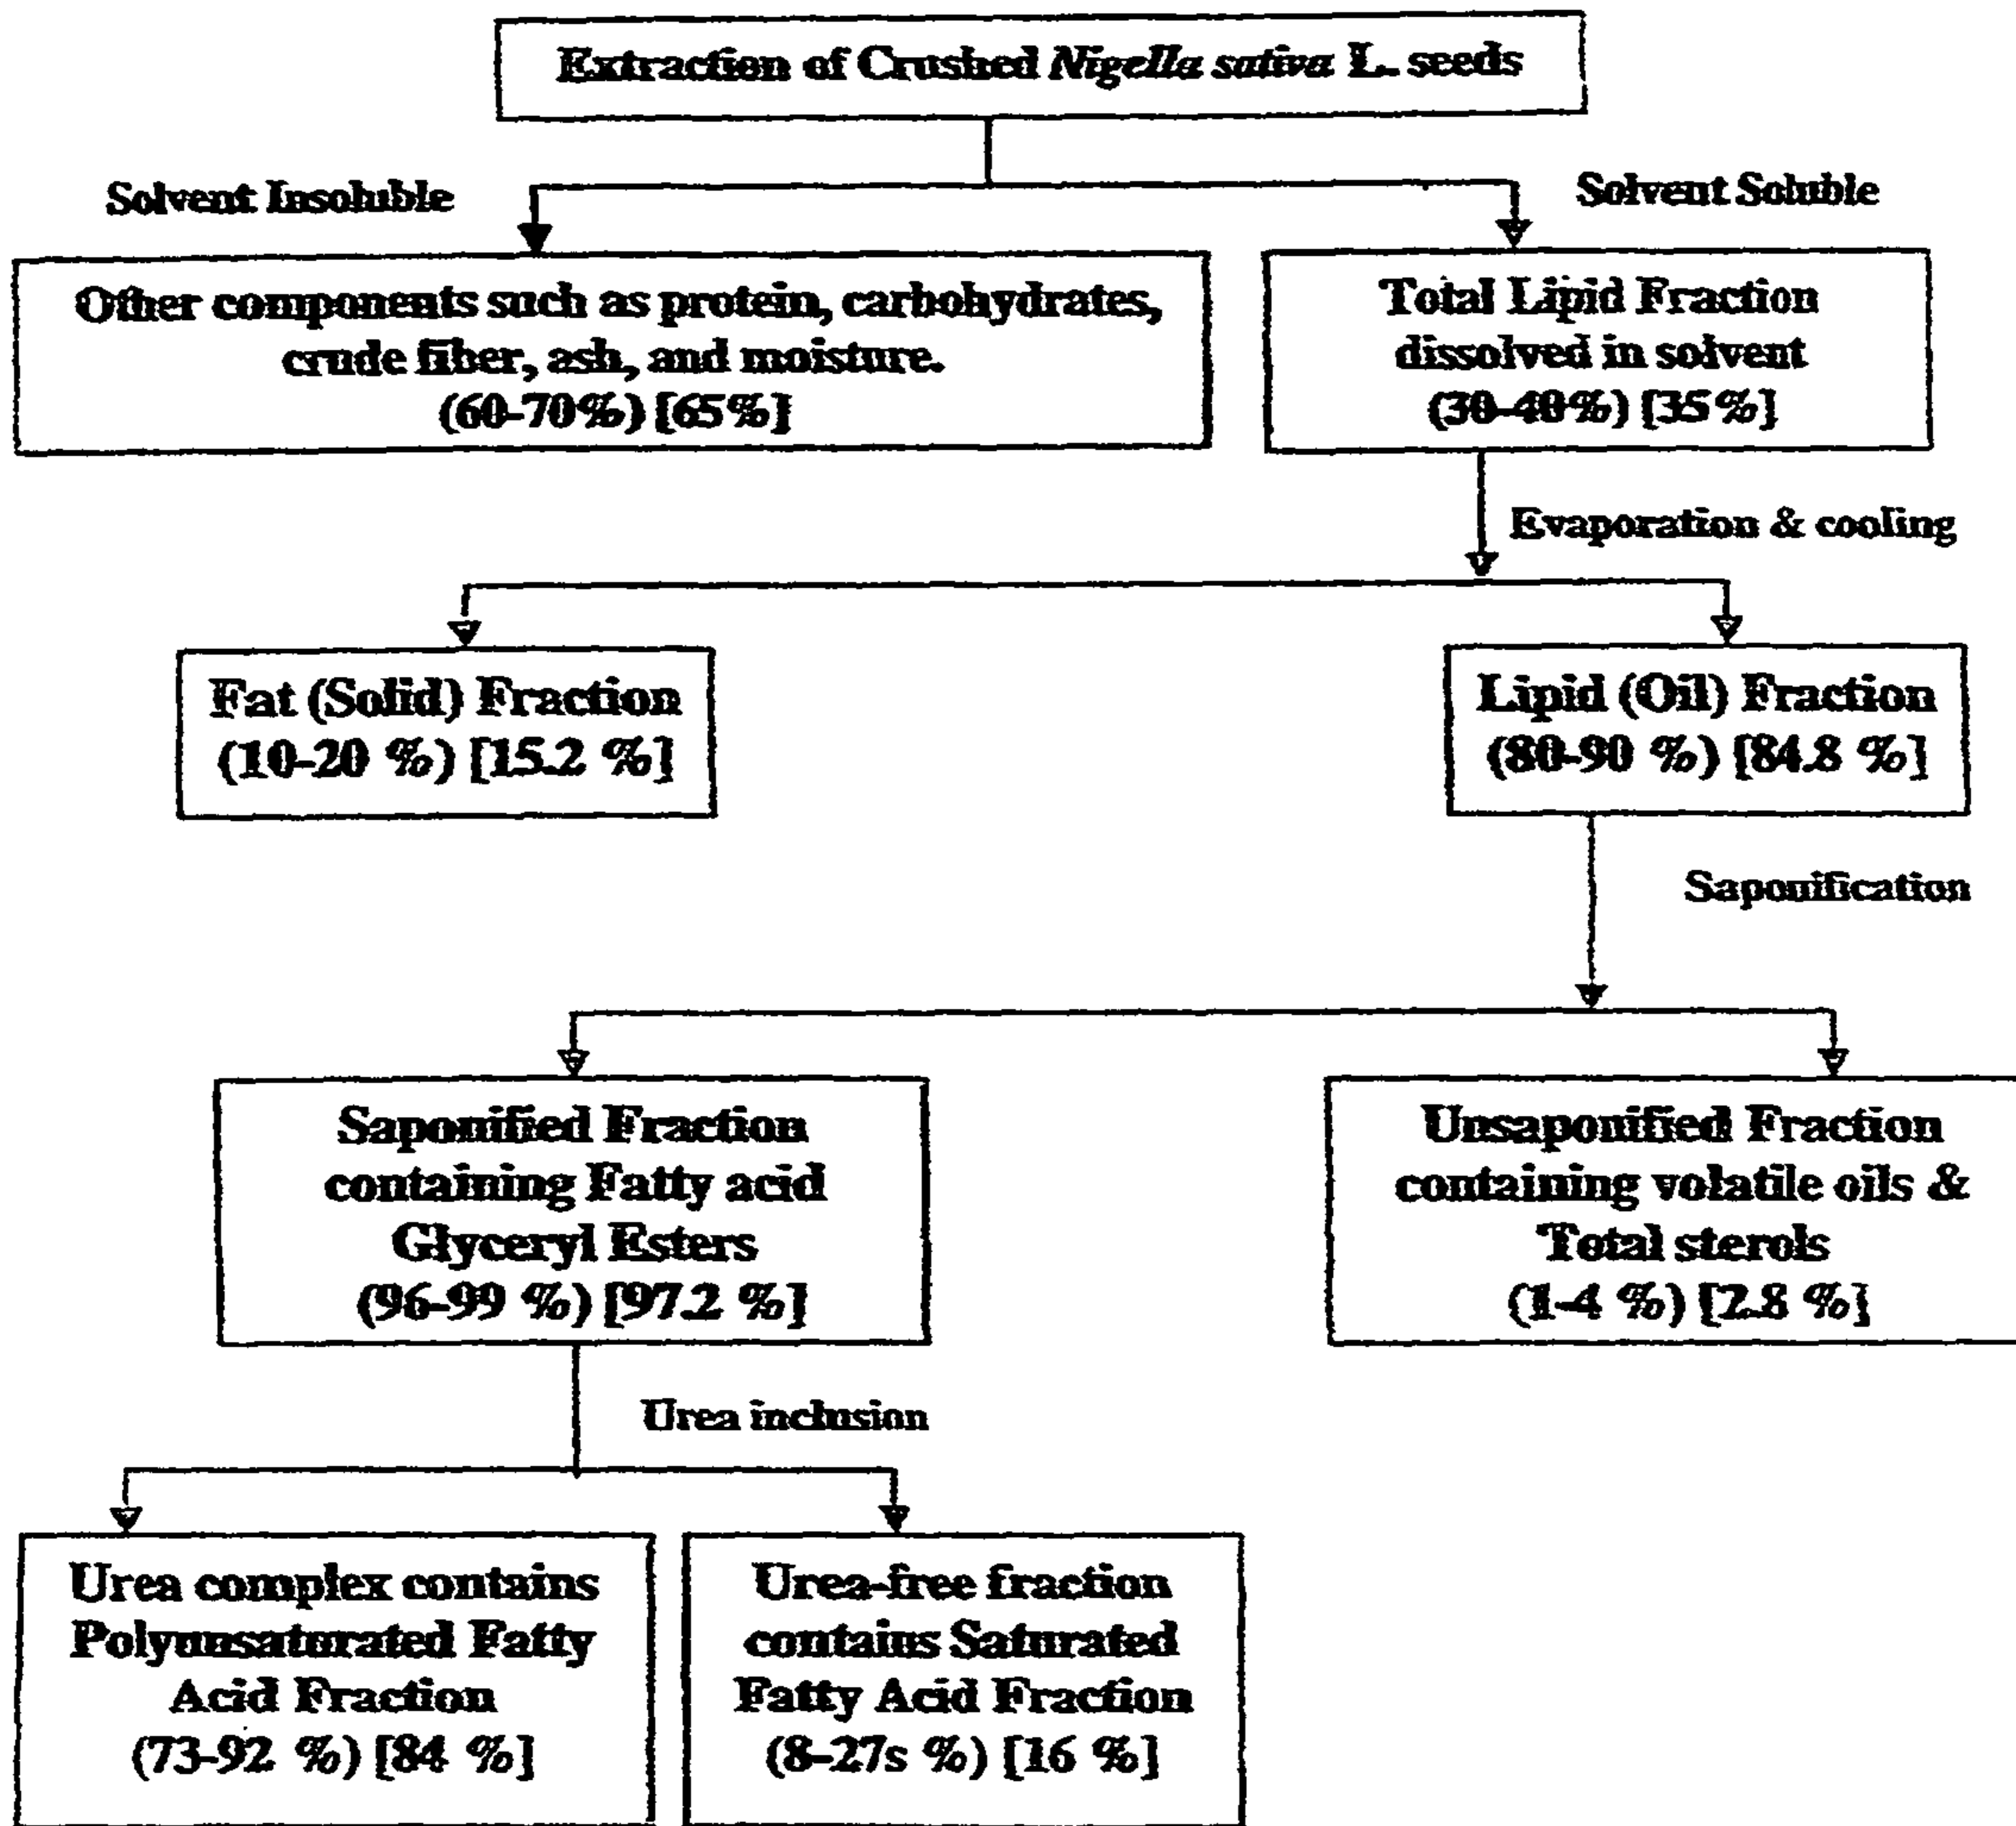 Extraction of Crushed Nigella sativa L. seeds
Solvent Insoluble
Solvent Soluble
Other components such as protein, carbohydrates,
crude fiber, ash, and moisture.
(60-70%) [65%]
Total Lipid Fraction
dissolved in solvent
(30-40%) [35%]
Evaporation & cooling
Fat (Solid) Fraction
(10-20 %) [15.2 %]
Lipid (Oil) Fraction
(80-90 %) [84.8 %]
Saponification
Saponified Fraction
containing Fatty acid
Glyceryl Esters
(96-99 %) [97.2 %]
Unsaponified Fraction
containing volatile oils &
Total sterols
(1-4 %) [2.8 %]
Urea inclusion
Urea complex contains
Polyunsaturated Fatty
Acid Fraction
(73-92 %) [84 %]
Urea-free fraction
contains Saturated
Fatty Acid Fraction
(8-27s %) [16 %]